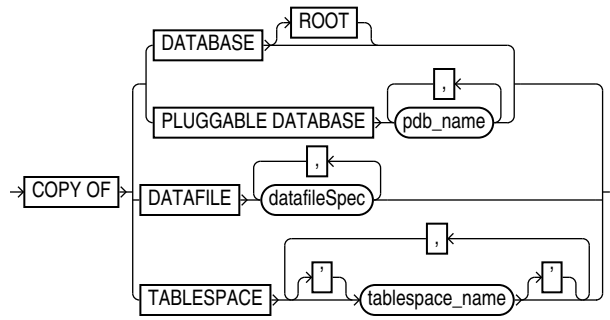 ROOT
DATABASE
,
PLUGGABLE DATABASE pdb_name
,
COPY OF DATAFILE datafileSpec
,
' '
TABLESPACE tablespace_name